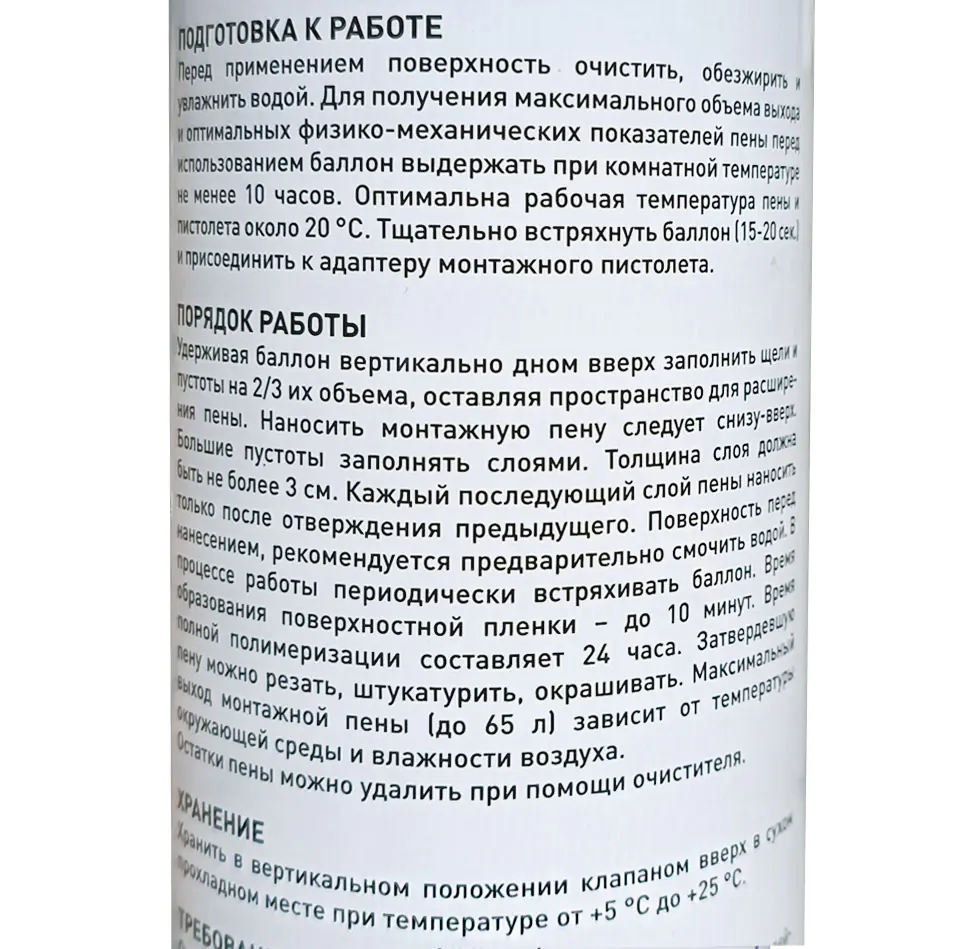 ПОДГОТОВКА К РАБОТЕ
Перед применением поверхность очистить, обезжирить и
увлажнить водой. Для получения максимального объема выхода
и оптимальных физико-механических показателей пены перед
использованием баллон выдержать при комнатной температуре
не менее 10 часов. Оптимальна рабочая температура пены и
пистолета около 20 °C. Тщательно встряхнуть баллон (15-20 сек.)
и присоединить к адаптеру монтажного пистолета.
ПОРЯДОК РАБОТЫ
Удерживая баллон вертикально дном вверх заполнить щели и
пустоты на 2/3 их объема, оставляя пространство для расшире-
ния пены. Наносить монтажную пену следует снизу-вверх.
Большие пустоты заполнять слоями. Толщина слоя должна
быть не более 3 см. Каждый последующий слой пены наносить
только после отверждения предыдущего. Поверхность перед
нанесением, рекомендуется предварительно смочить водой. В
процессе работы периодически встряхивать баллон. Время
образования поверхностной пленки – до 10 минут. Время
полной полимеризации составляет 24 часа. Затвердевшую
пену можно резать, штукатурить, окрашивать. Максимальный
выход монтажной пены (до 65 л) зависит от температуры
окружающей среды и влажности воздуха.
Остатки пены можно удалить при помощи очистителя.
ХРАНЕНИЕ
Хранить в вертикальном положении клапаном вверх в сухом
прохладном месте при температуре от +5 °C до +25 °C.